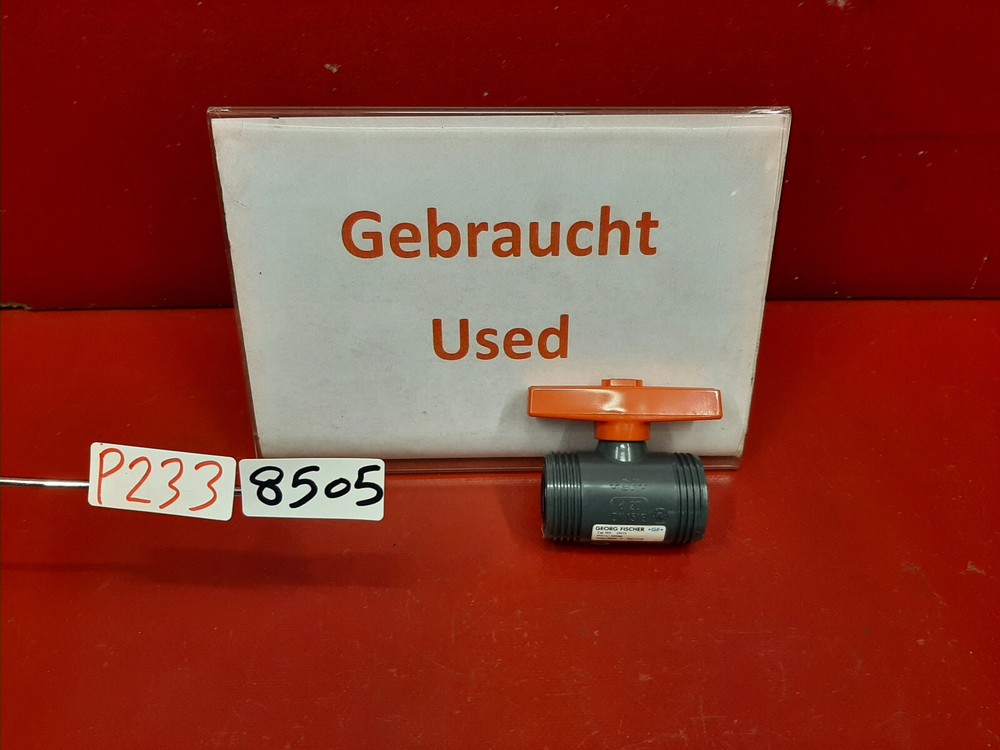 Gebraucht
Used
P233 8505
GEORG FISCHER +GF+